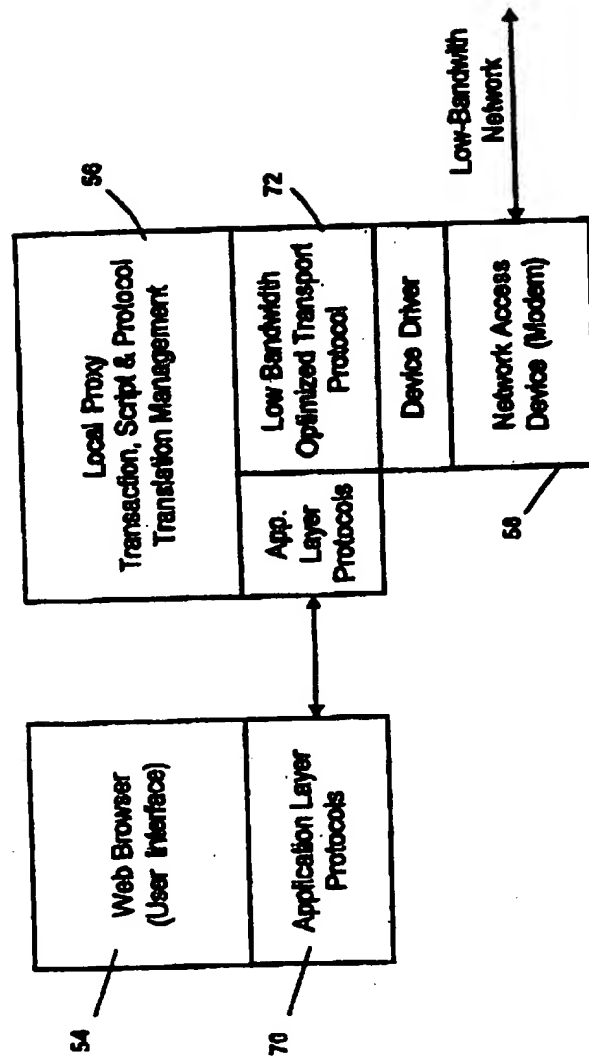 54
Web Browser
(User Interface)
Application Layer
Protocols
70
56
Local Proxy
Transaction, Script & Protocol
Translation Management
App.
Layer
Protocols
Low Bandwidth
Optimized Transport
Protocol
72
Device Driver
Network Access
Device (Modem)
58
Low-Bandwith
Network